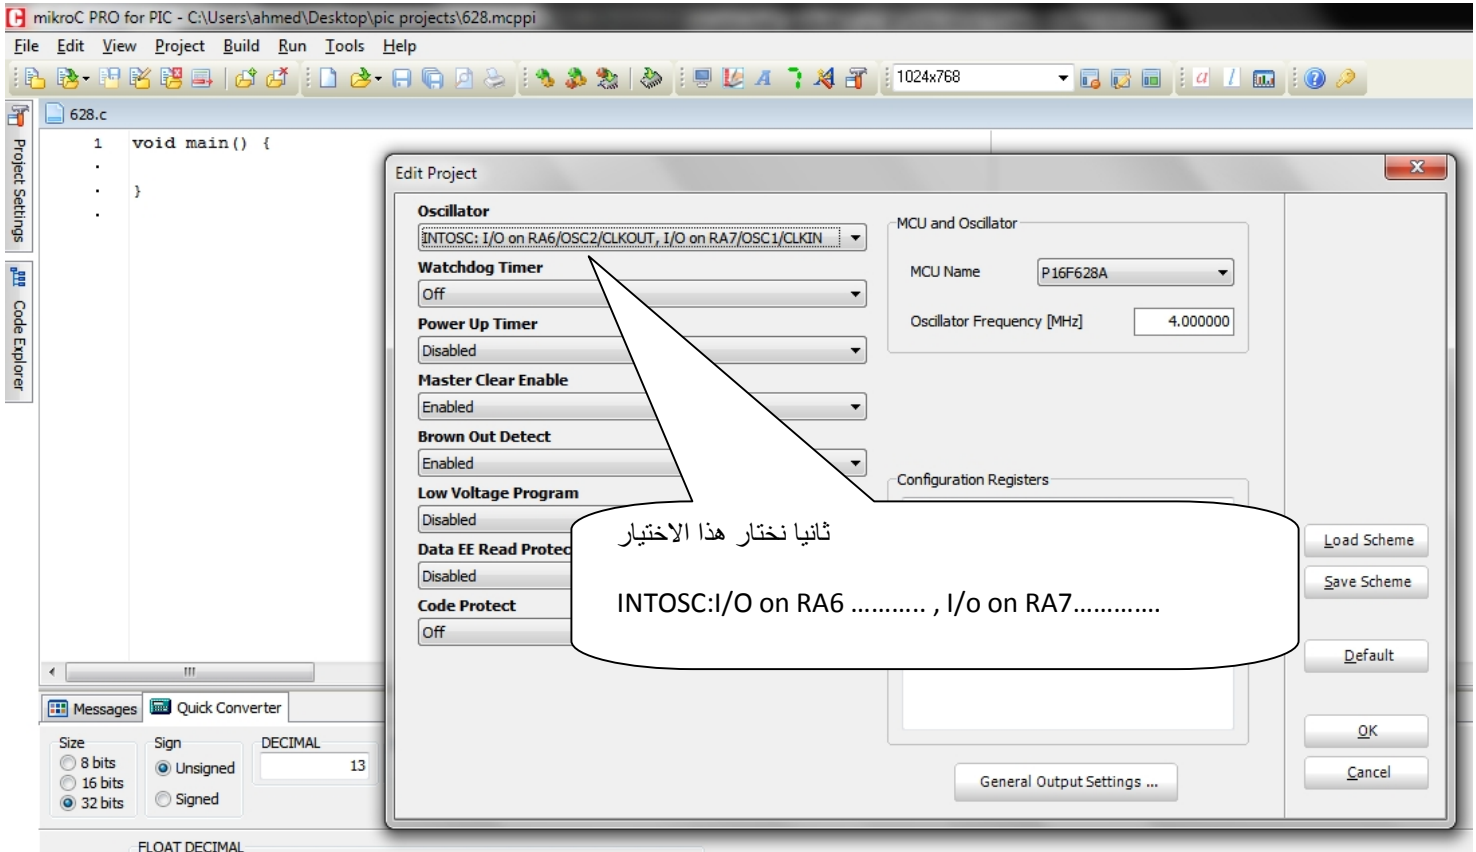 mikroC PRO for PIC - C:\Users\ahmed\Desktop\pic projects\628.mcppi
File Edit View Project Build Run Tools Help
1024x768
628.c
Project Settings
Code Explorer
1 void main() {
}
Edit Project
Oscillator
INTOSC: I/O on RA6/OSC2/CLKOUT, I/O on RA7/OSC1/CLKIN
Watchdog Timer
Off
Power Up Timer
Disabled
Master Clear Enable
Enabled
Brown Out Detect
Enabled
Low Voltage Program
Disabled
Data EE Read Protec
Disabled
Code Protect
Off
MCU and Oscillator
MCU Name P16F628A
Oscillator Frequency [MHz] 4.000000
Configuration Registers
ثانيا نختار هذا الاختيار
INTOSC:I/O on RA6 ……….. , I/o on RA7………….
Load Scheme
Save Scheme
Default
OK
Cancel
General Output Settings ...
Messages Quick Converter
Size Sign DECIMAL
8 bits Unsigned 13
16 bits
32 bits Signed
FLOAT DECIMAL